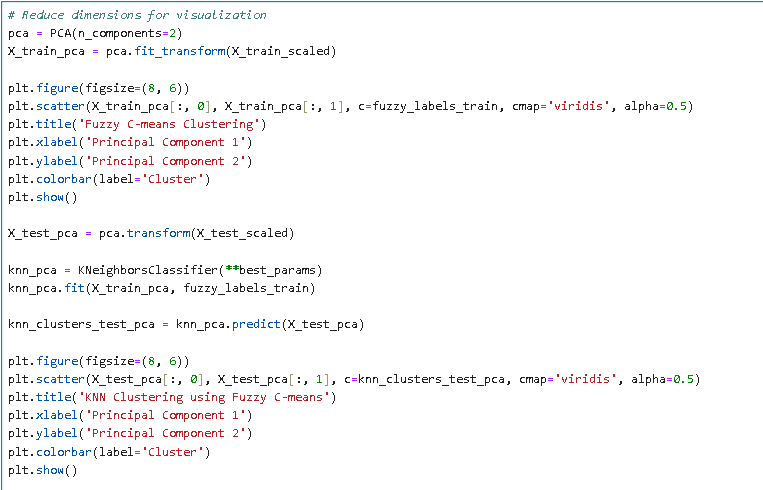 # Reduce dimensions for visualization
pca = PCA(n_components=2)
X_train_pca = pca.fit_transform(X_train_scaled)
plt.figure(figsize=(8, 6))
plt.scatter(X_train_pca[:, 0], X_train_pca[:, 1], c=fuzzy_labels_train, cmap='viridis', alpha=0.5)
plt.title('Fuzzy C-means Clustering')
plt.xlabel('Principal Component 1')
plt.ylabel('Principal Component 2')
plt.colorbar(label='Cluster')
plt.show()
X_test_pca = pca.transform(X_test_scaled)
knn_pca = KNeighborsClassifier(**best_params)
knn_pca.fit(X_train_pca, fuzzy_labels_train)
knn_clusters_test_pca = knn_pca.predict(X_test_pca)
plt.figure(figsize=(8, 6))
plt.scatter(X_test_pca[:, 0], X_test_pca[:, 1], c=knn_clusters_test_pca, cmap='viridis', alpha=0.5)
plt.title('KNN Clustering using Fuzzy C-means')
plt.xlabel('Principal Component 1')
plt.ylabel('Principal Component 2')
plt.colorbar(label='Cluster')
plt.show()